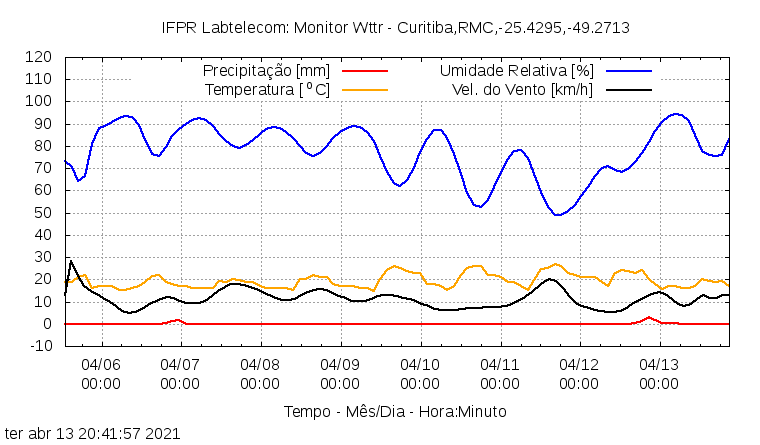 IFPR Labtelecom: Monitor Wttr - Curitiba,RMC,-25.4295,-49.2713
120
110
100
90
80
70
60
50
40
30
20
10
0
-10
Precipitação [mm]
Umidade Relativa [%]
Temperatura [⁰C]
Vel. do Vento [km/h]
04/06 04/07 04/08 04/09 04/10 04/11 04/12 04/13
00:00 00:00 00:00 00:00 00:00 00:00 00:00 00:00
Tempo - Mês/Dia - Hora:Minuto
ter abr 13 20:41:57 2021